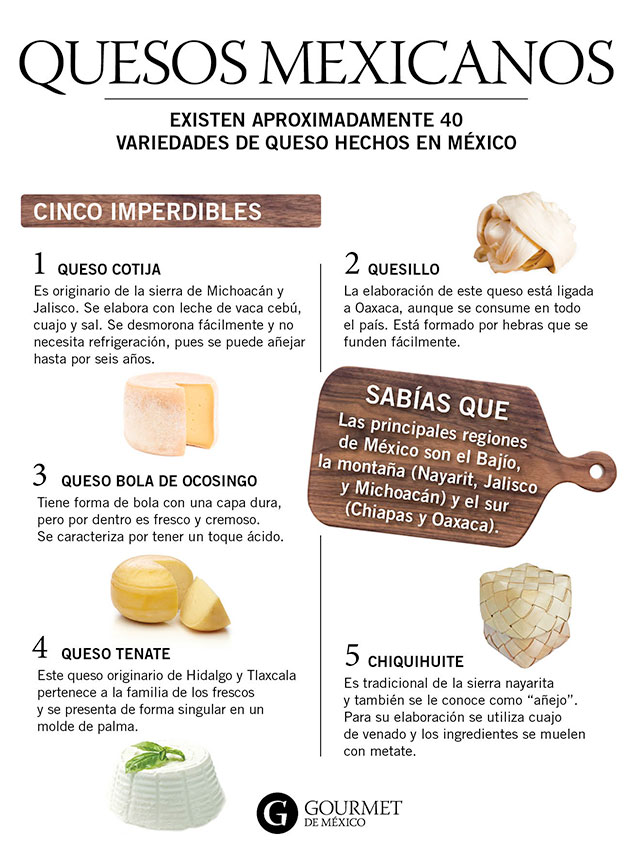 QUESOS MEXICANOS
EXISTEN APROXIMADAMENTE 40
VARIEDADES DE QUESO HECHOS EN MÉXICO
CINCO IMPERDIBLES
1 QUESO COTIJA
Es originario de la sierra de Michoacán y
Jalisco. Se elabora con leche de vaca cebú,
cuajo y sal. Se desmorona fácilmente y no
necesita refrigeración, pues se puede añejar
hasta por seis años.
2 QUESILLO
La elaboración de este queso está ligada
a Oaxaca, aunque se consume en todo
el país. Está formado por hebras que se
funden fácilmente.
SABÍAS QUE
Las principales regiones
de México son el Bajío,
la montaña (Nayarit, Jalisco
y Michoacán) y el sur
(Chiapas y Oaxaca).
3 QUESO BOLA DE OCOSINGO
Tiene forma de bola con una capa dura,
pero por dentro es fresco y cremoso.
Se caracteriza por tener un toque ácido.
4 QUESO TENATE
Este queso originario de Hidalgo y Tlaxcala
pertenece a la familia de los frescos
y se presenta de forma singular en un
molde de palma.
5 CHIQUIHUITE
Es tradicional de la sierra nayarita
y también se le conoce como “añejo”.
Para su elaboración se utiliza cuajo
de venado y los ingredientes se muelen
con metate.
G GOURMET
DE MÉXICO